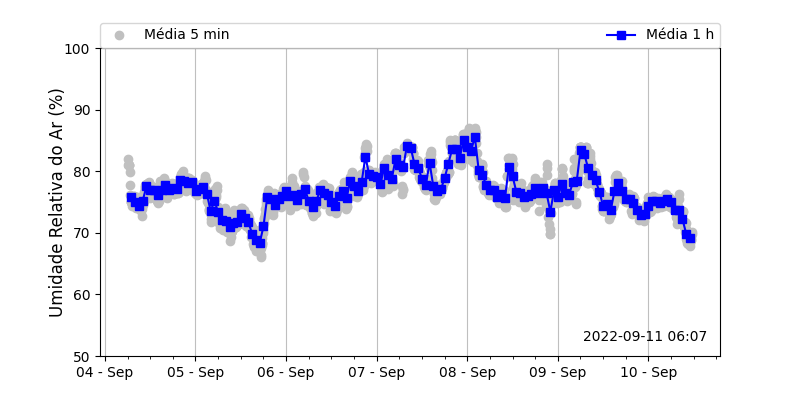 Média 5 min Média 1 h
Umidade Relativa do Ar (%)
100
90
80
70
60
50
2022-09-11 06:07
04 - Sep 05 - Sep 06 - Sep 07 - Sep 08 - Sep 09 - Sep 10 - Sep